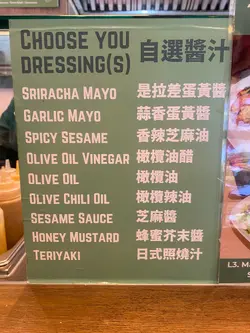 CHOOSE YOU
DRESSING(S) 自選醬汁
SRIRACHA MAYO 是拉差蛋黃醬
GARLIC MAYO 蒜香蛋黃醬
SPICY SESAME 香辣芝麻油
OLIVE OIL VINEGAR 橄欖油醋
OLIVE OIL 橄欖油
OLIVE CHILI OIL 橄欖辣油
SESAME SAUCE 芝麻醬
HONEY MUSTARD 蜂蜜芥末醬
TERIYAKI 日式照燒汁
L3. M